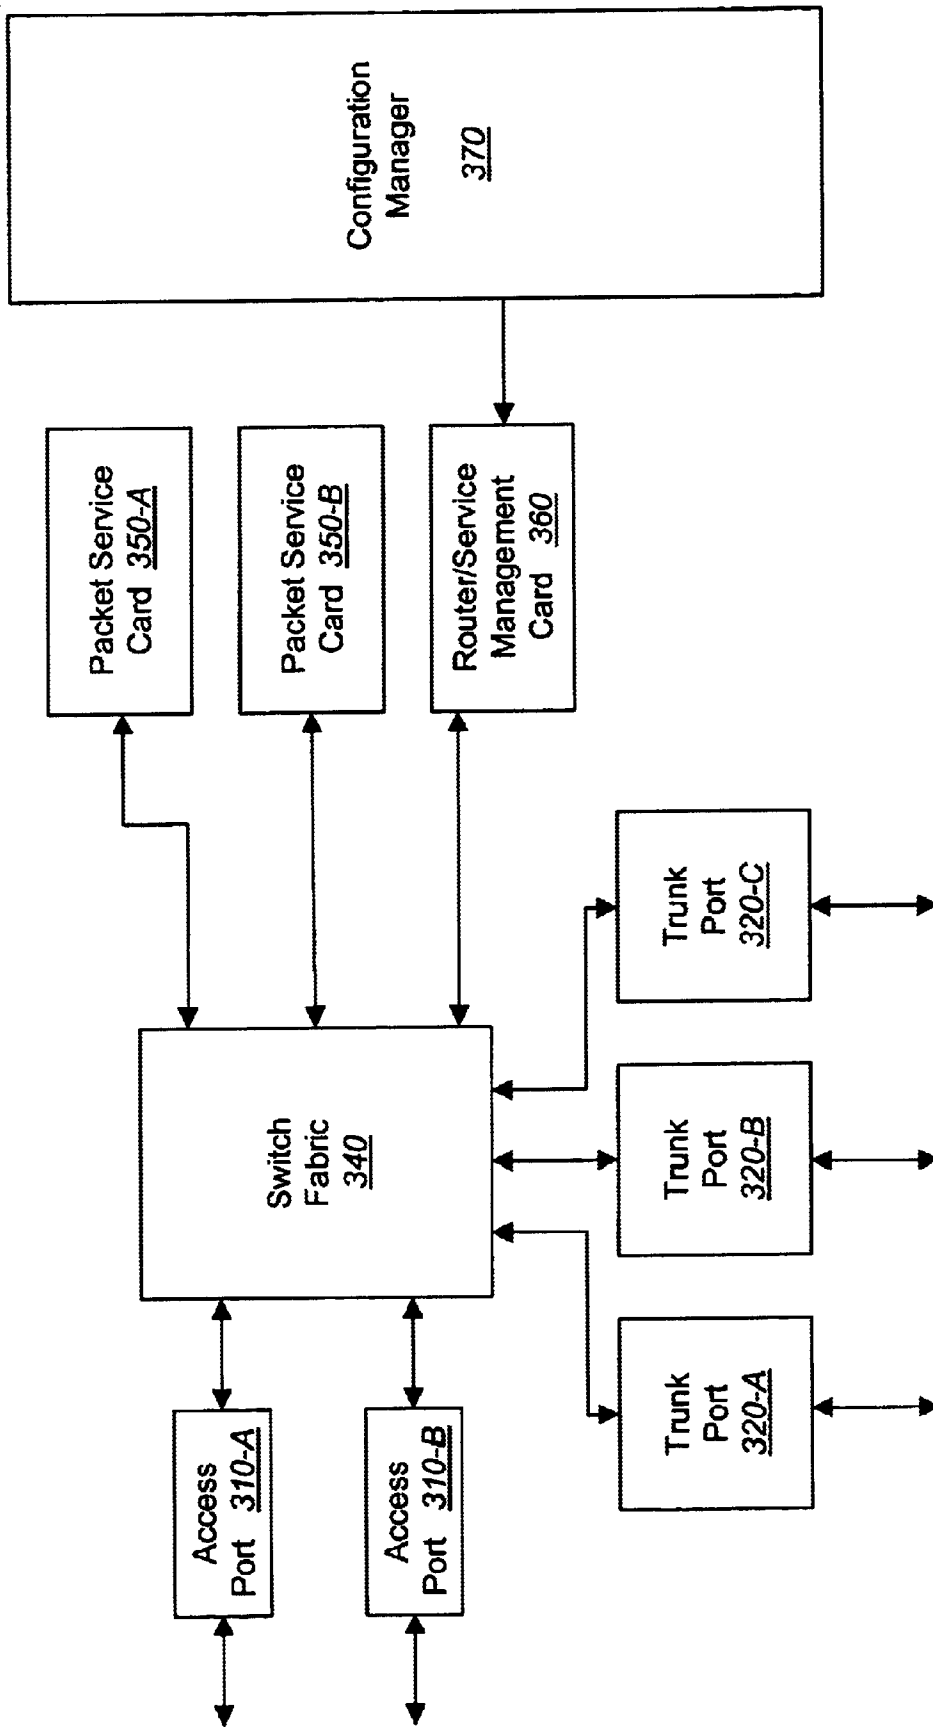 Access
Port 310-A
Access
Port 310-B
Switch
Fabric
340
Trunk
Port
320-A
Trunk
Port
320-B
Trunk
Port
320-C
Packet Service
Card 350-A
Packet Service
Card 350-B
Router/Service
Management
Card 360
Configuration
Manager
370